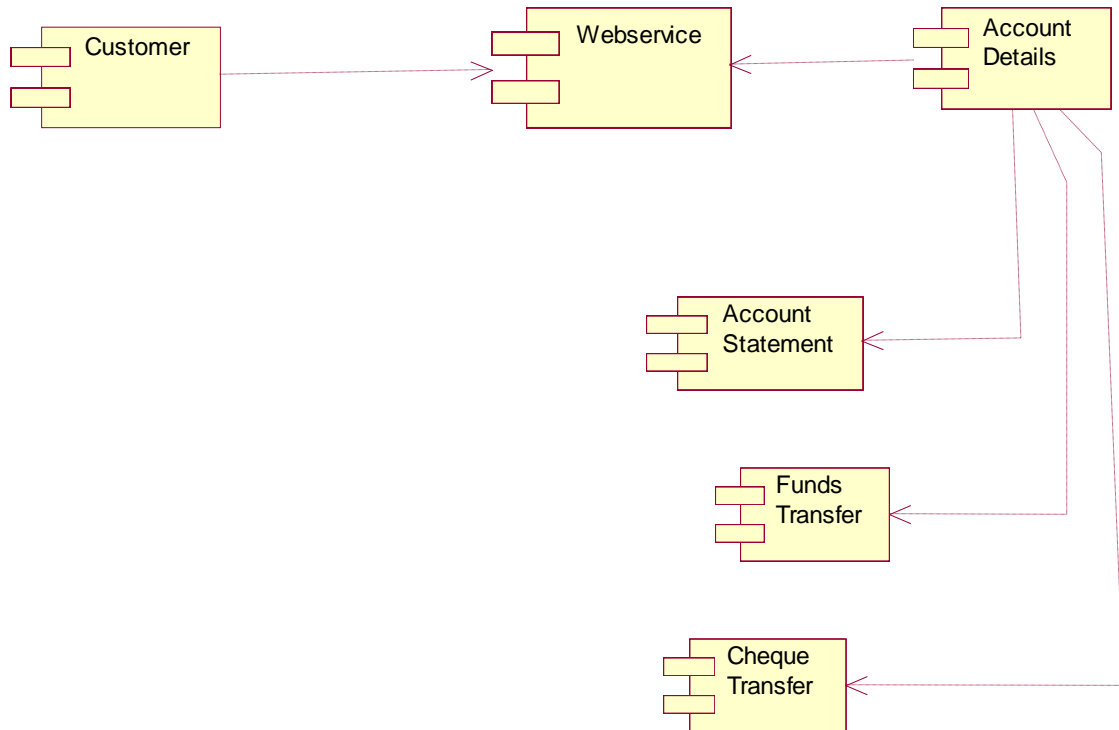 Customer
Webservice
Account
Details
Account
Statement
Funds
Transfer
Cheque
Transfer